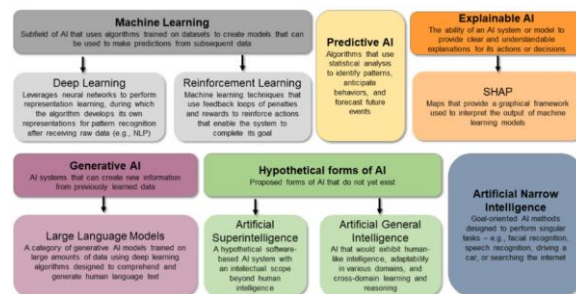 Machine Learning
Subfield of AI that uses algorithms trained on datasets to create models that can
be used to make predictions from subsequent data
Deep Learning
Leverages neural networks to perform
representation learning, during which
the algorithm develops its own
representations for pattern recognition
after receiving raw data (e.g., NLP)
Reinforcement Learning
Machine learning techniques that
use feedback loops of penalties
and rewards to reinforce actions
that enable the system to
complete its goal
Predictive AI
Algorithms that use
statistical analysis
to identify patterns,
anticipate
behaviors, and
forecast future
events
Explainable AI
The ability of an AI system or model to
provide clear and understandable
explanations for its actions or decisions
SHAP
Maps that provide a graphical framework
used to interpret the output of machine
learning models
Generative AI
AI systems that can create new information
from previously learned data
Large Language Models
A category of generative AI models trained on
large amounts of data using deep learning
algorithms designed to comprehend and
generate human language text
Hypothetical forms of AI
Proposed forms of AI that do not yet exist
Artificial
Superintelligence
A hypothetical software-
based AI system with
an intellectual scope
beyond human
intelligence
Artificial General
Intelligence
AI that would exhibit human-
like intelligence, adaptability
in various domains, and
cross-domain learning and
reasoning
Artificial Narrow
Intelligence
Goal-oriented AI methods
designed to perform singular
tasks – e.g., facial recognition,
speech recognition, driving a
car, or searching the internet